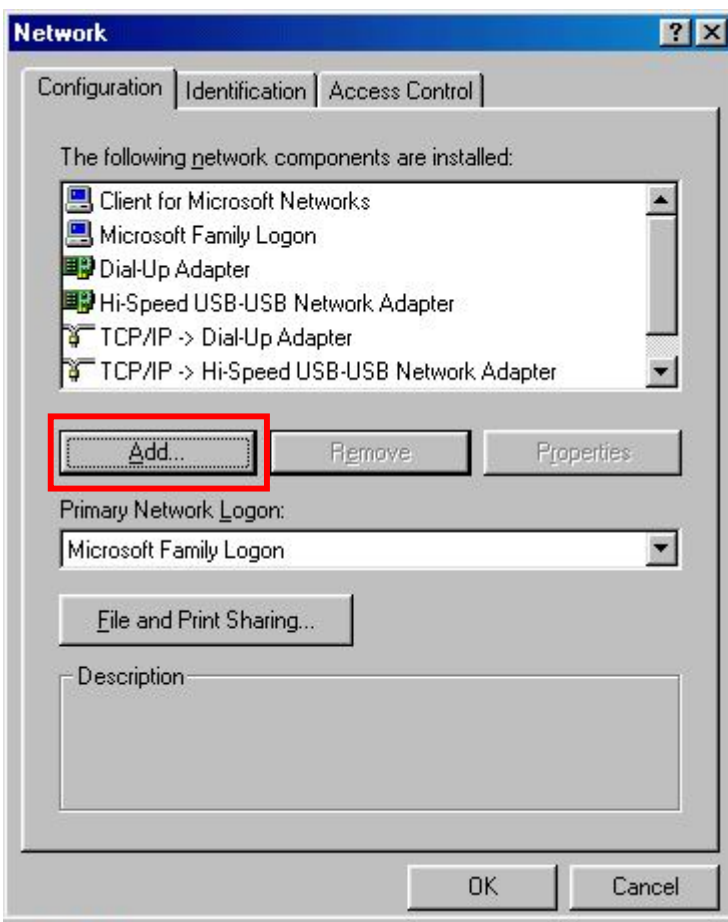 Network
Configuration Identification Access Control
The following network components are installed:
Client for Microsoft Networks
Microsoft Family Logon
Dial-Up Adapter
Hi-Speed USB-USB Network Adapter
TCP/IP -> Dial-Up Adapter
TCP/IP -> Hi-Speed USB-USB Network Adapter
Add... Remove Properties
Primary Network Logon:
Microsoft Family Logon
File and Print Sharing...
Description
OK Cancel